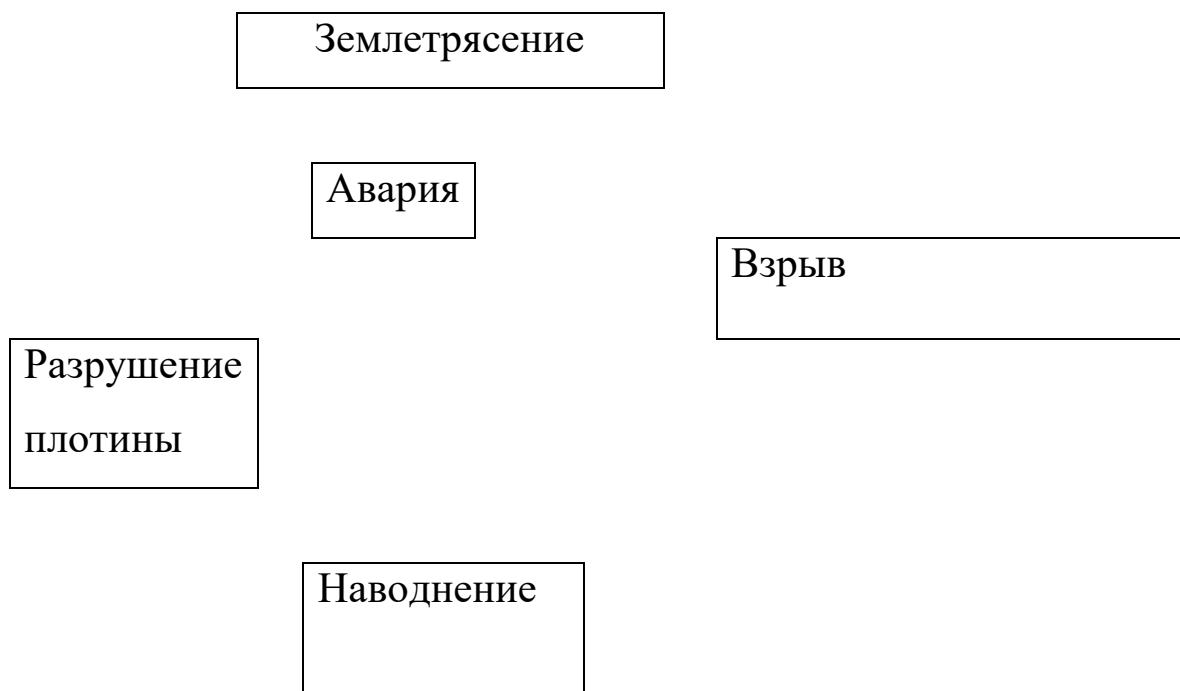 Землетрясение
Авария
Взрыв
Разрушение
плотины
Наводнение